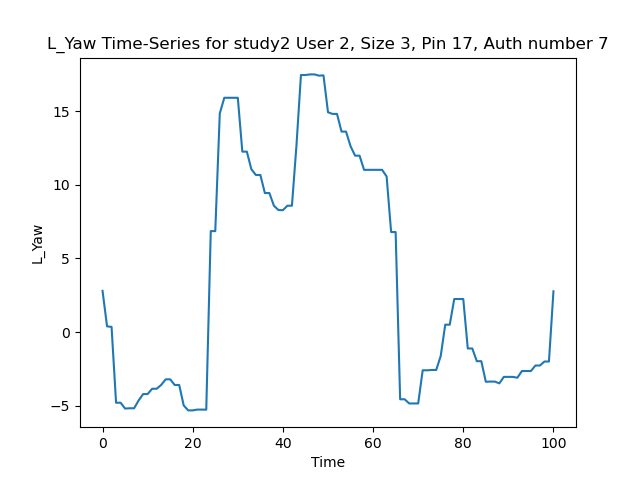 L_Yaw Time-Series for study2 User 2, Size 3, Pin 17, Auth number 7
15
10
5
0
−5
L_Yaw
0 20 40 60 80 100
Time